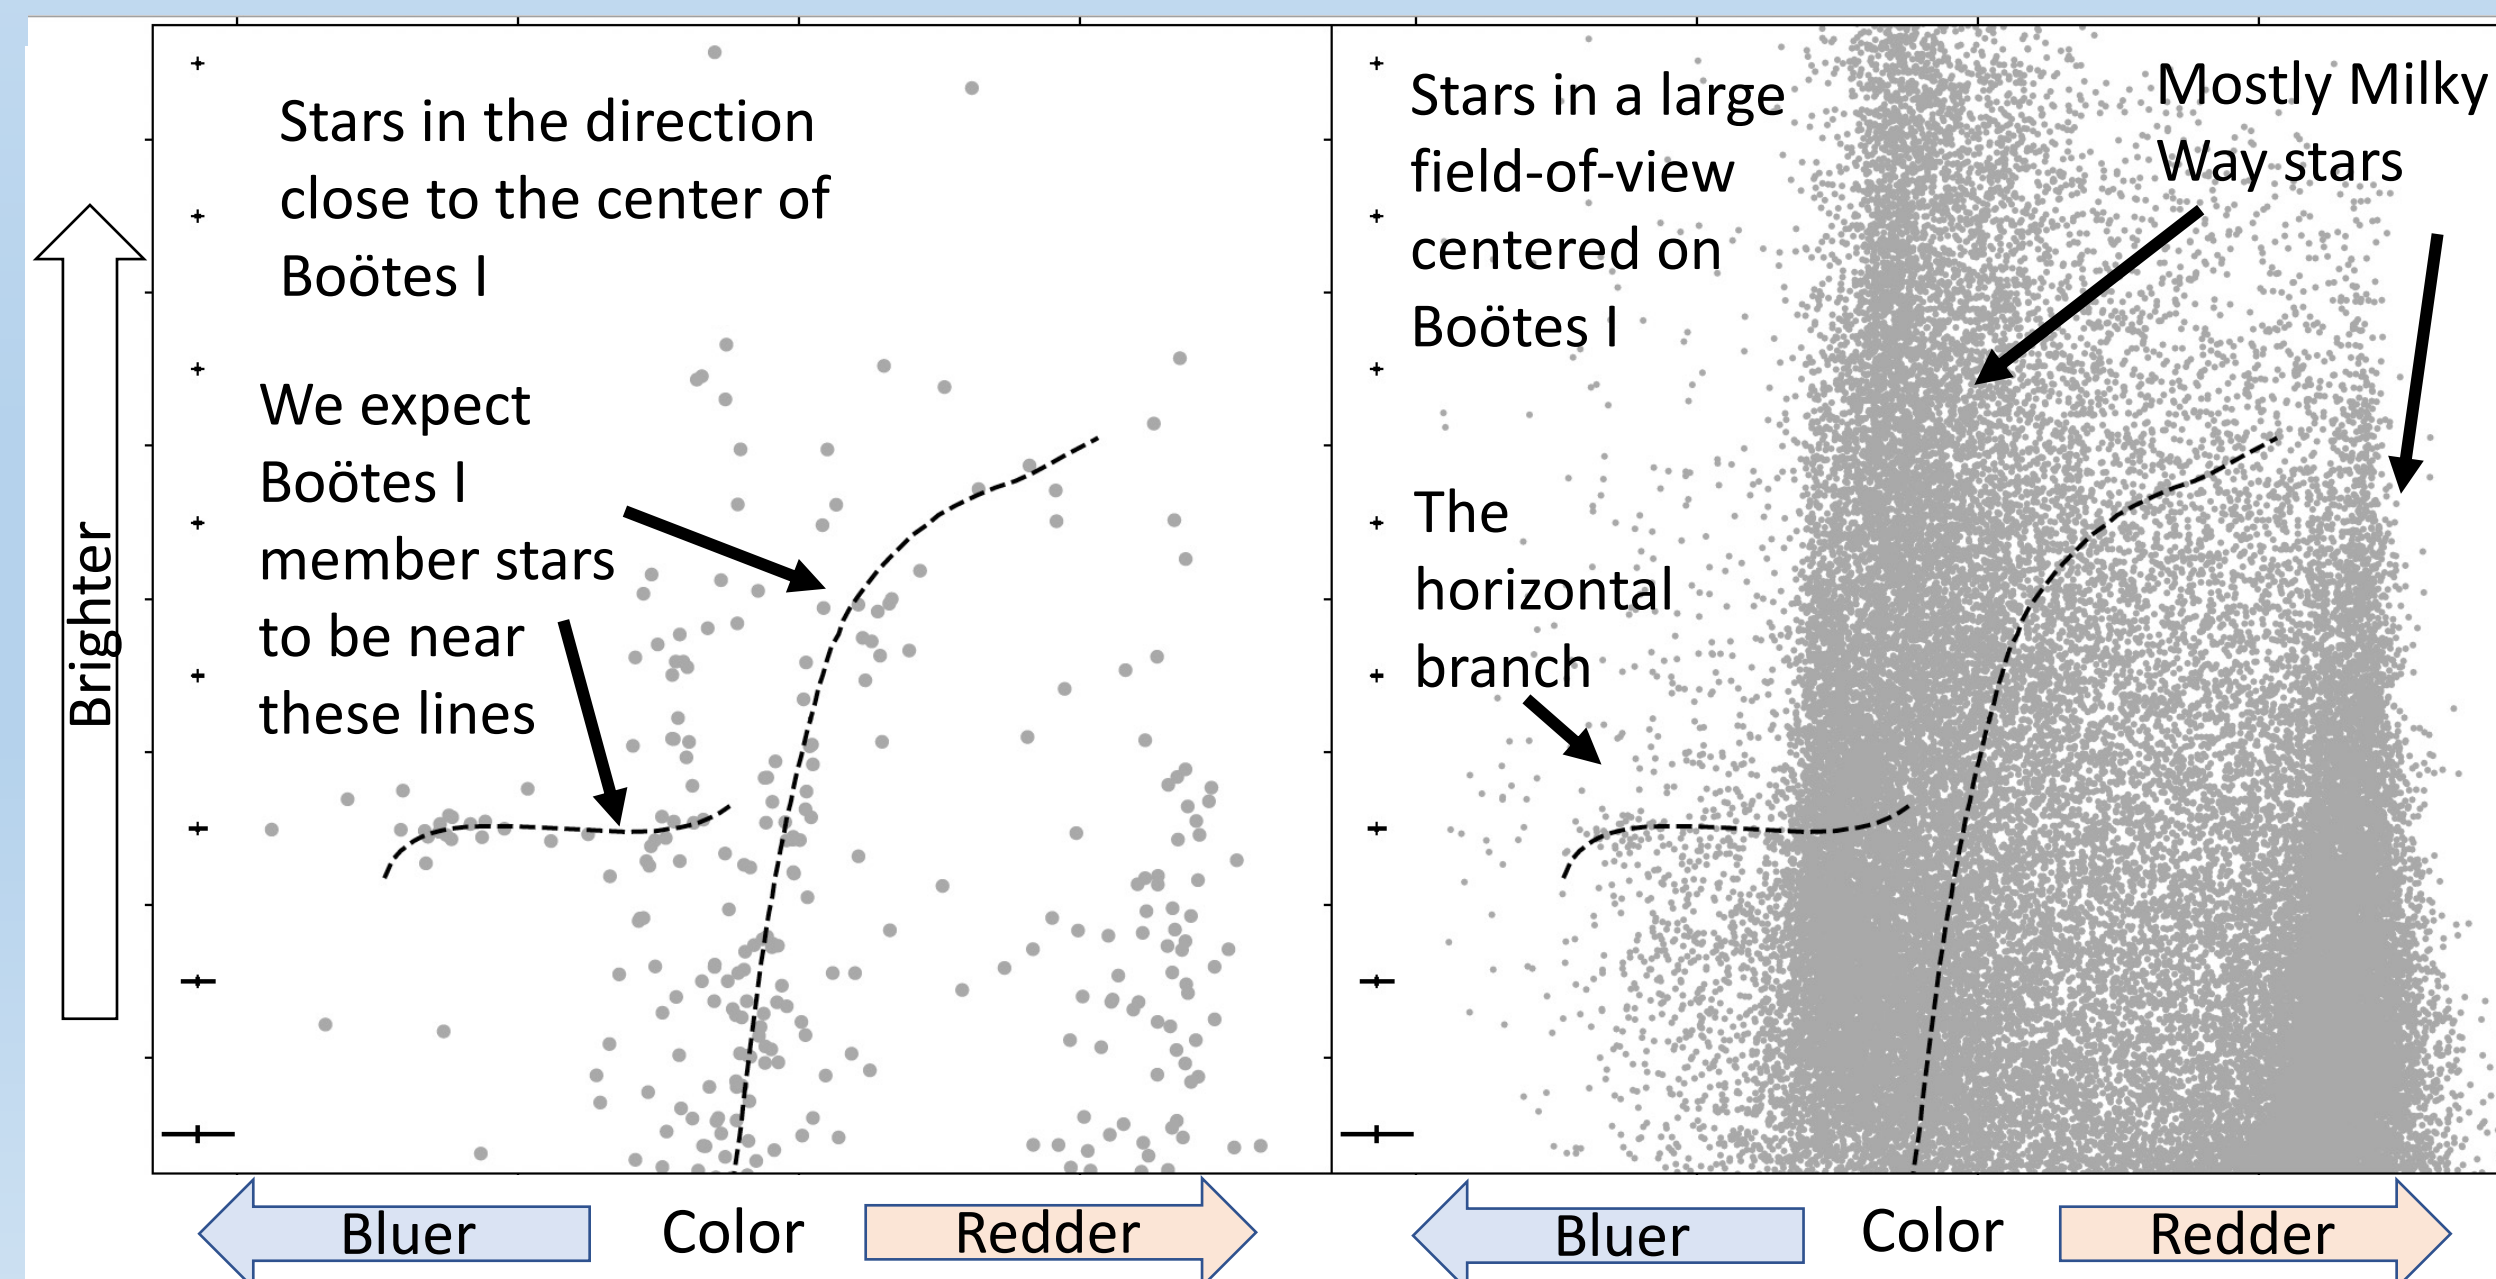 Stars in the direction
close to the center of
Boötes I
We expect
Boötes I
member stars
to be near
these lines
Brighter
Bluer
Color
Redder
Stars in a large
field-of-view
centered on
Boötes I
Mostly Milky
Way stars
The
horizontal
branch
Bluer
Color
Redder